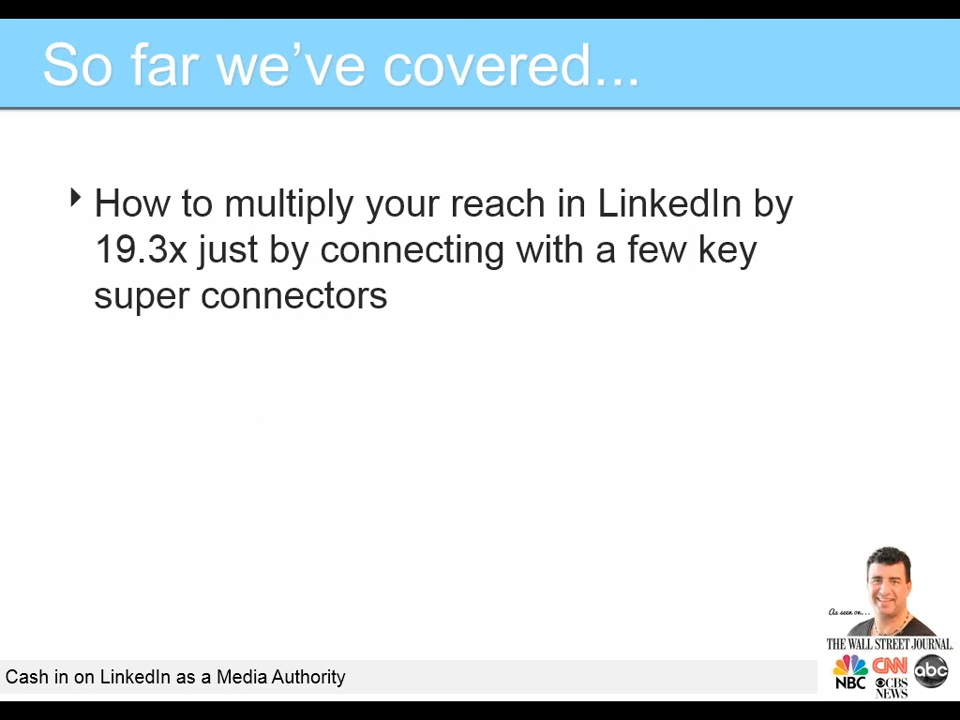 So far we’ve covered...
How to multiply your reach in LinkedIn by
19.3x just by connecting with a few key
super connectors
As seen on...
THE WALL STREET JOURNAL.
NBC CNN abc
CBS
NEWS
Cash in on LinkedIn as a Media Authority